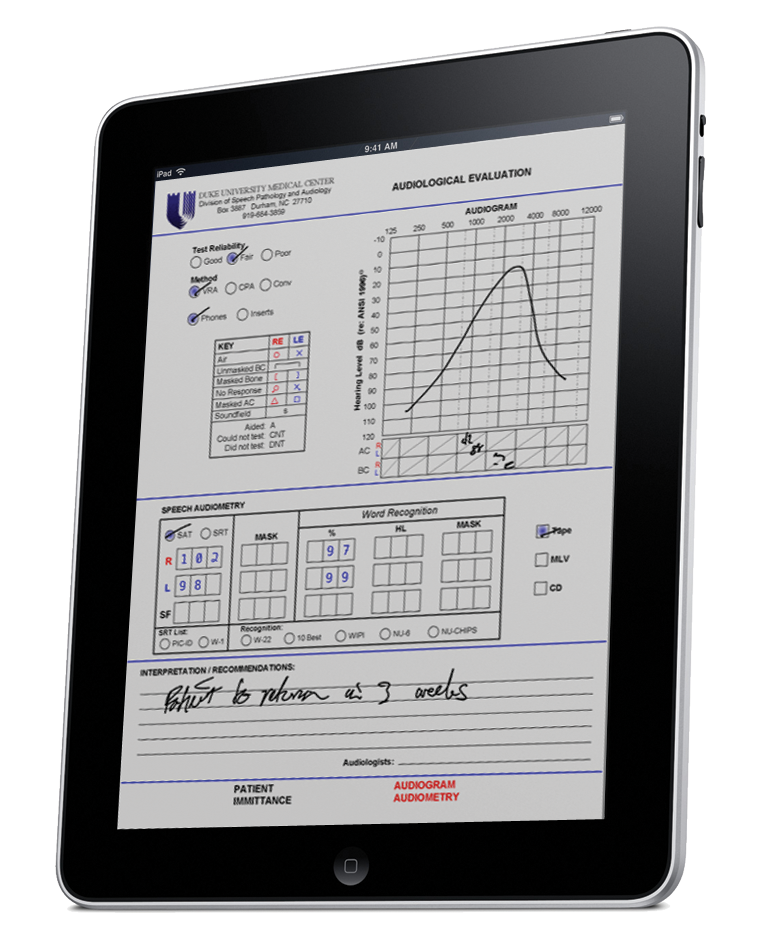 iPad 9:41 AM
DUKE UNIVERSITY MEDICAL CENTER
Division of Speech Pathology and Audiology
Box 3887 Durham, NC 27710
919-684-3859
AUDIOLOGICAL EVALUATION
Test Reliability
Good Fair Poor
Method
VRA CPA Conv
Phones Inserts
KEY RE LE
Air
Unmasked BC
Masked Bone
No Response
Masked AC
Soundfield s
Aided: A
Could not test: CNT
Did not test: DNT
AUDIOGRAM
125 250 500 1000 2000 4000 8000 12000
Hearing Level dB (re: ANSI 1996)
-10
0
10
20
30
40
50
60
70
80
90
100
110
120
AC R
L
BC R
L
SPEECH AUDIOMETRY
SAT SRT
MASK
Word Recognition
% HL MASK
R 102 97
L 98 99
SF
SRT List:
PIC-ID W-1
Recognition:
W-22 10 Best WIPI NU-6 NU-CHIPS
Tape
MLV
CD
INTERPRETATION / RECOMMENDATIONS:
Patient to return in 3 weeks
Audiologists:
PATIENT AUDIOGRAM
IMMITTANCE AUDIOMETRY